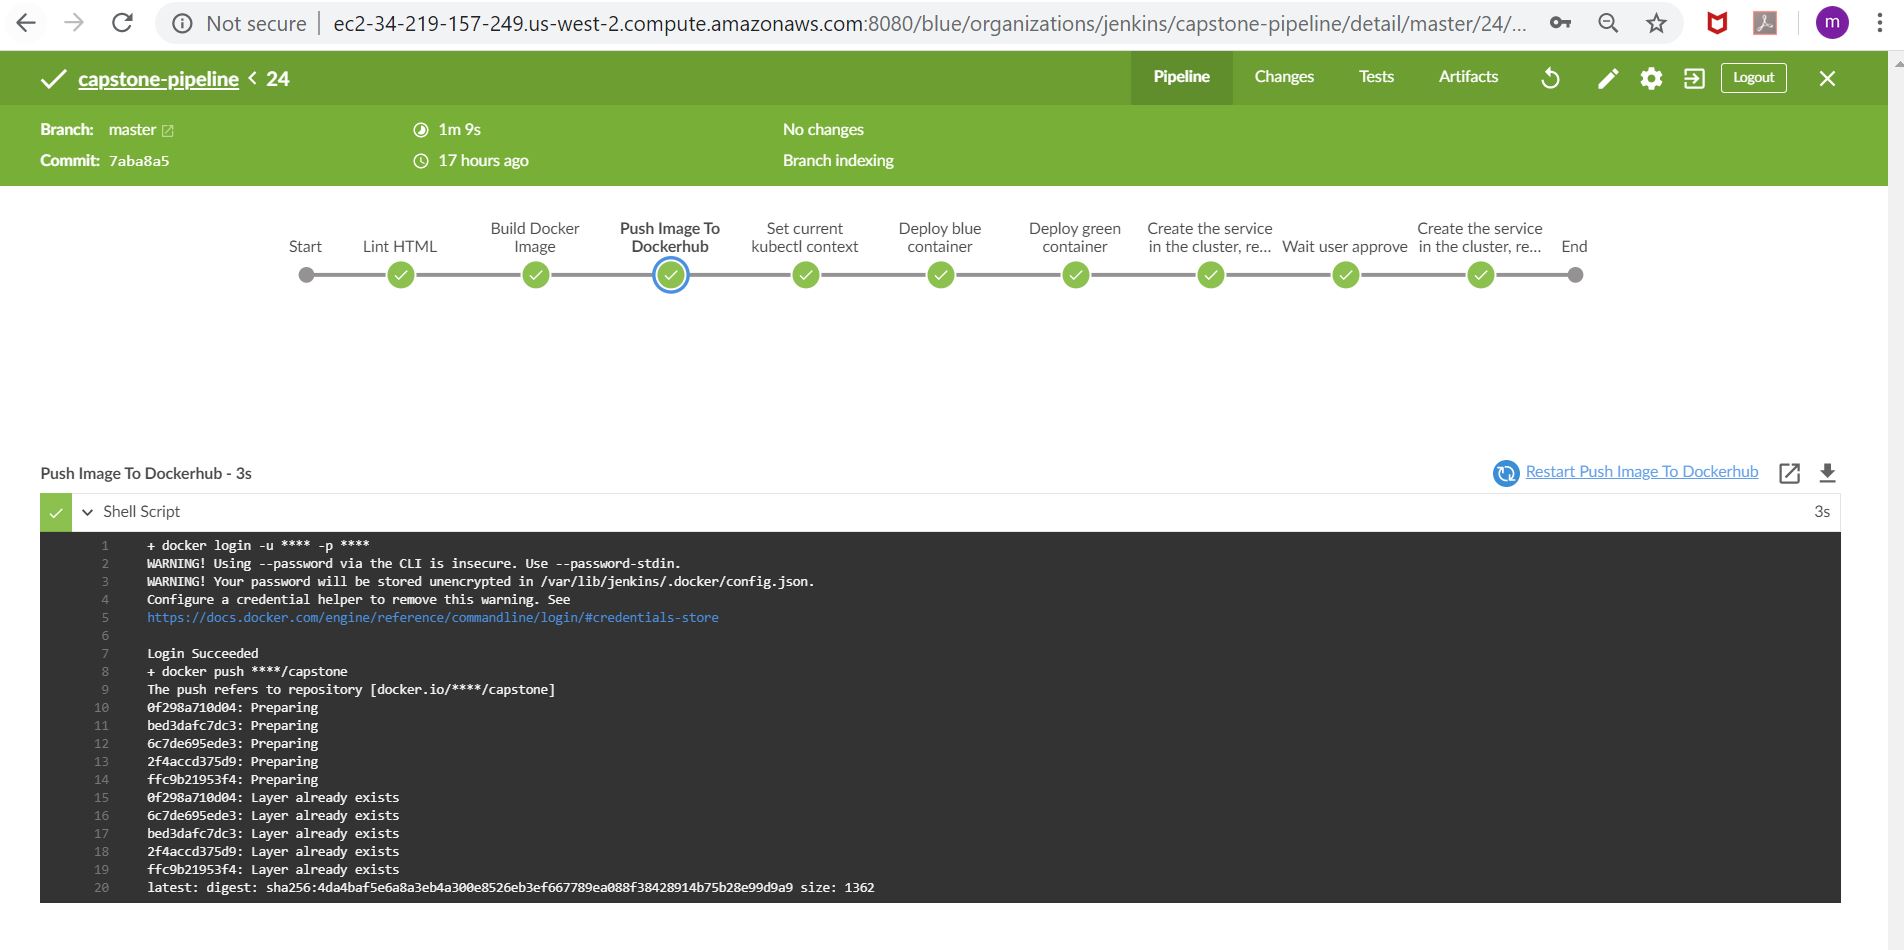 Not secure | ec2-34-219-157-249.us-west-2.compute.amazonaws.com:8080/blue/organizations/jenkins/capstone-pipeline/detail/master/24/...
m
capstone-pipeline < 24
Pipeline Changes Tests Artifacts Logout
Branch: master 1m 9s No changes
Commit: 7aba8a5 17 hours ago Branch indexing
Start
Lint HTML
Build Docker
Image
Push Image To
Dockerhub
Set current
kubectl context
Deploy blue
container
Deploy green
container
Create the service
in the cluster, re...
Wait user approve
Create the service
in the cluster, re...
End
Push Image To Dockerhub - 3s
Restart Push Image To Dockerhub
Shell Script 3s
1 + docker login -u **** -p ****
2 WARNING! Using --password via the CLI is insecure. Use --password-stdin.
3 WARNING! Your password will be stored unencrypted in /var/lib/jenkins/.docker/config.json.
4 Configure a credential helper to remove this warning. See
5 https://docs.docker.com/engine/reference/commandline/login/#credentials-store
6
7 Login Succeeded
8 + docker push ****/capstone
9 The push refers to repository [docker.io/****/capstone]
10 0f298a710d04: Preparing
11 bed3dafc7dc3: Preparing
12 6c7de695ede3: Preparing
13 2f4accd375d9: Preparing
14 ffc9b21953f4: Preparing
15 0f298a710d04: Layer already exists
16 6c7de695ede3: Layer already exists
17 bed3dafc7dc3: Layer already exists
18 2f4accd375d9: Layer already exists
19 ffc9b21953f4: Layer already exists
20 latest: digest: sha256:4da4baf5e6a8a3eb4a300e8526eb3ef667789ea088f38428914b75b28e99d9a9 size: 1362